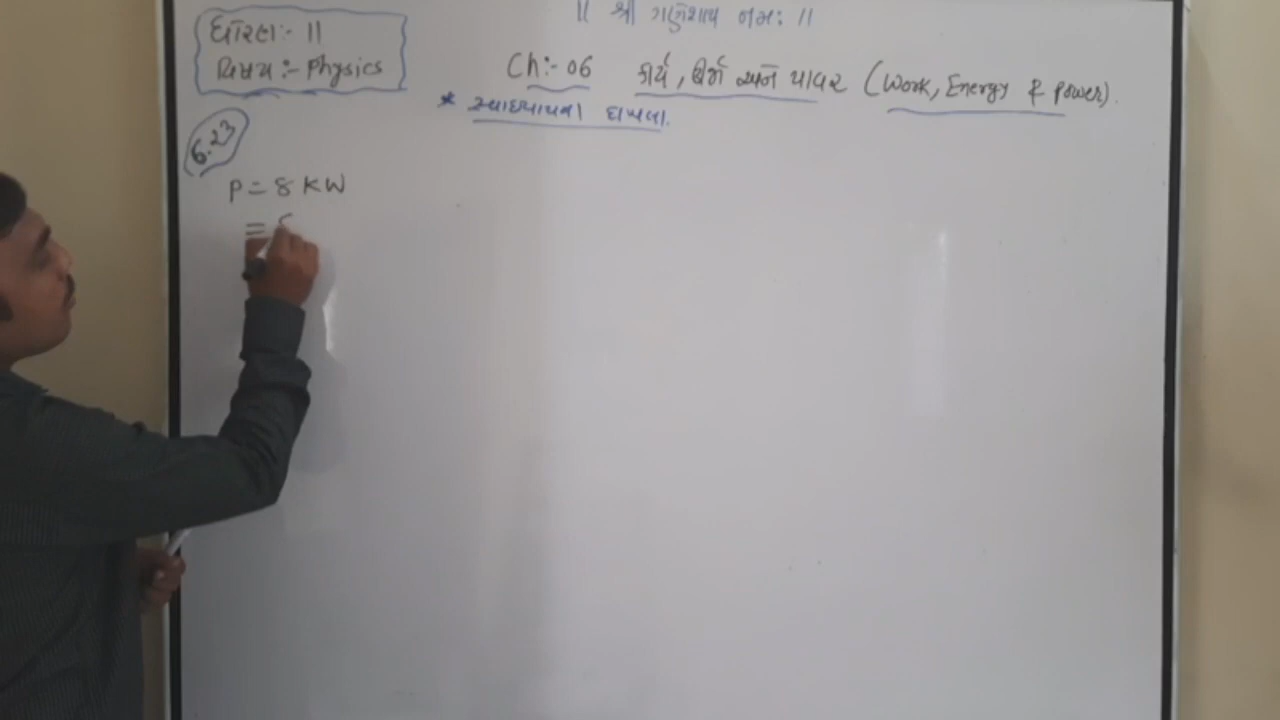 ॥ શ્રી ગણેશાય નમઃ ॥
ધોરણ:- 11
વિષય:- Physics
Ch:- 06 કાર્ય, ઊર્જા અને પાવર (Work, Energy & Power).
* સ્વાધ્યાયના દાખલા.
6.23
P = 8 KW
=